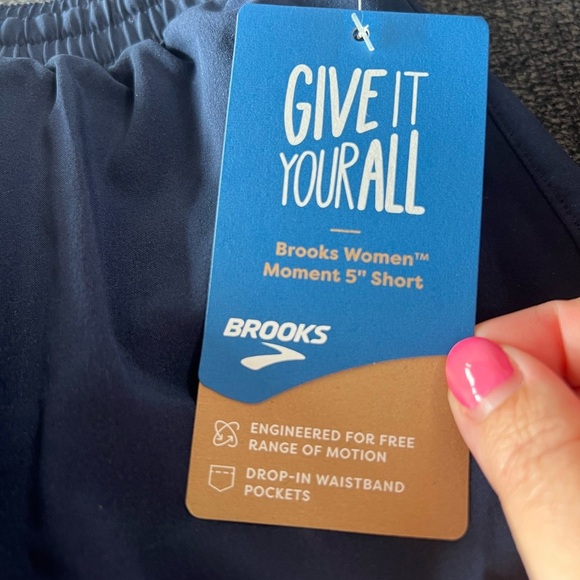 GIVE IT
YOUR ALL
Brooks Women™
Moment 5" Short
BROOKS
ENGINEERED FOR FREE
RANGE OF MOTION
DROP-IN WAISTBAND
POCKETS